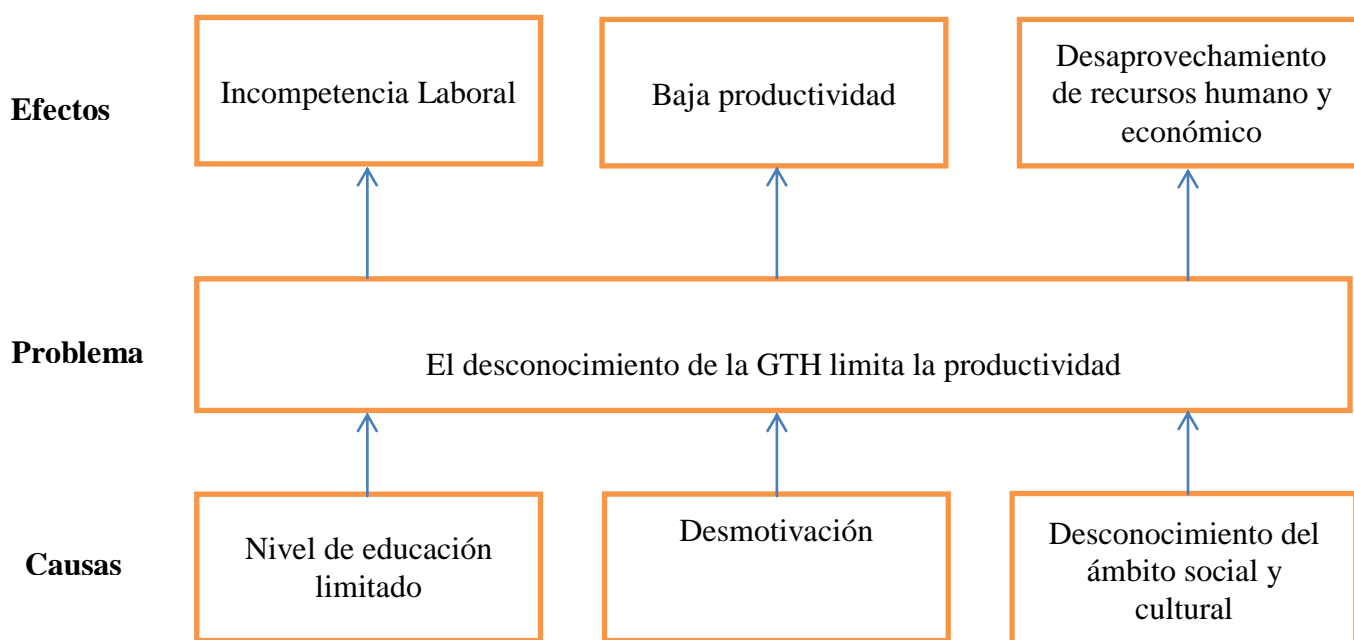 Efectos
Incompetencia Laboral
Baja productividad
Desaprovechamiento
de recursos humano y
económico
Problema
El desconocimiento de la GTH limita la productividad
Causas
Nivel de educación
limitado
Desmotivación
Desconocimiento del
ámbito social y
cultural